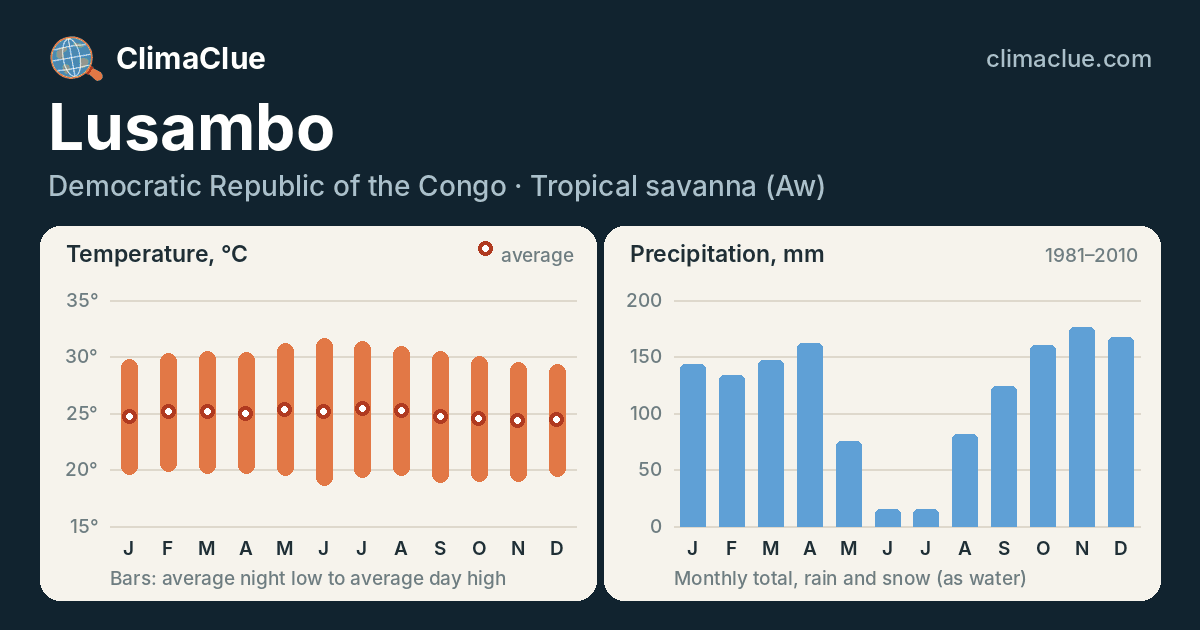 ClimaClue
climaclue.com
Lusambo
Democratic Republic of the Congo · Tropical savanna (Aw)
Temperature, °C
average
35°
30°
25°
20°
15°
J F M A M J J A S O N D
Bars: average night low to average day high
Precipitation, mm
1981–2010
200
150
100
50
0
J F M A M J J A S O N D
Monthly total, rain and snow (as water)